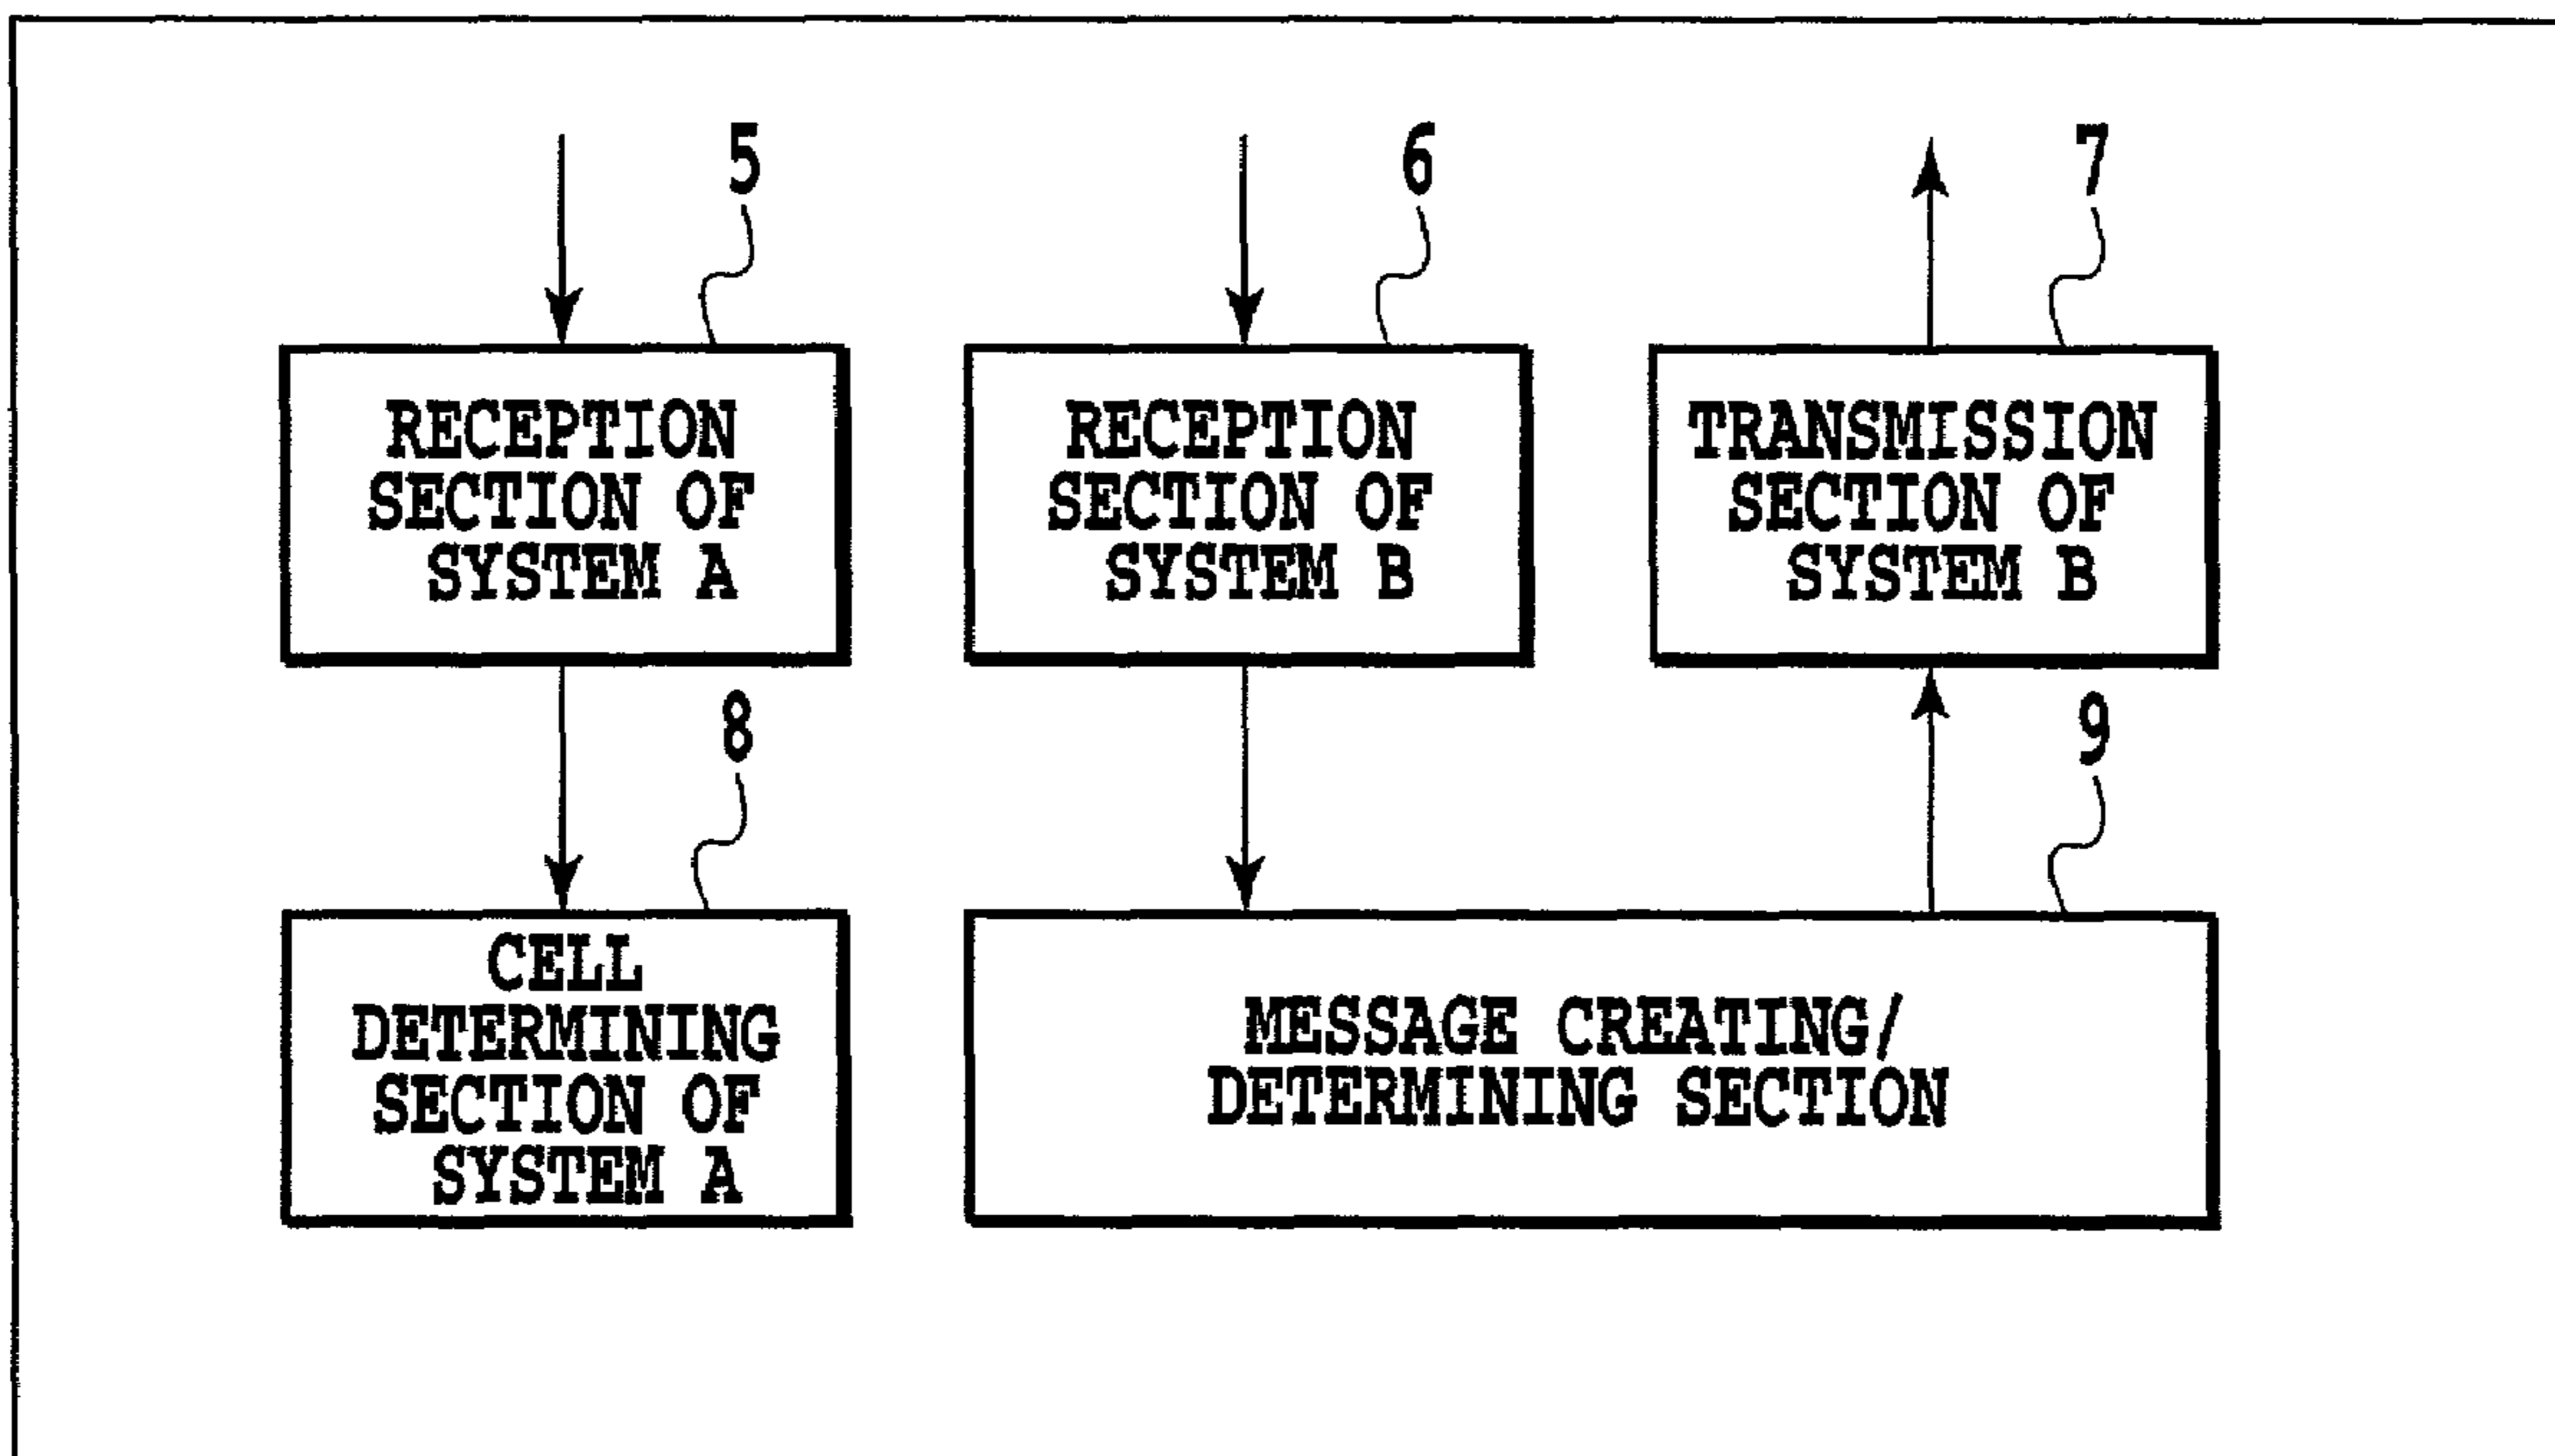 5
6
7
RECEPTION
SECTION OF
SYSTEM A
RECEPTION
SECTION OF
SYSTEM B
TRANSMISSION
SECTION OF
SYSTEM B
8
9
CELL
DETERMINING
SECTION OF
SYSTEM A
MESSAGE CREATING/
DETERMINING SECTION